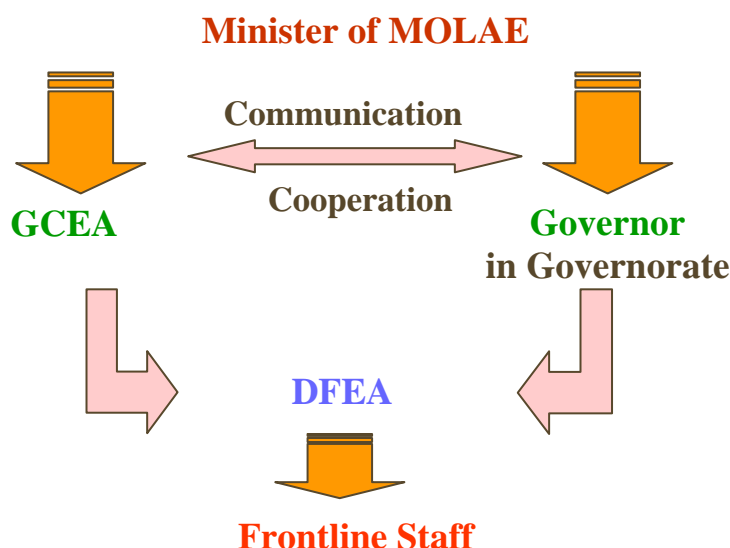 Minister of MOLAE
Communication
Cooperation
GCEA
Governor
in Governorate
DFEA
Frontline Staff